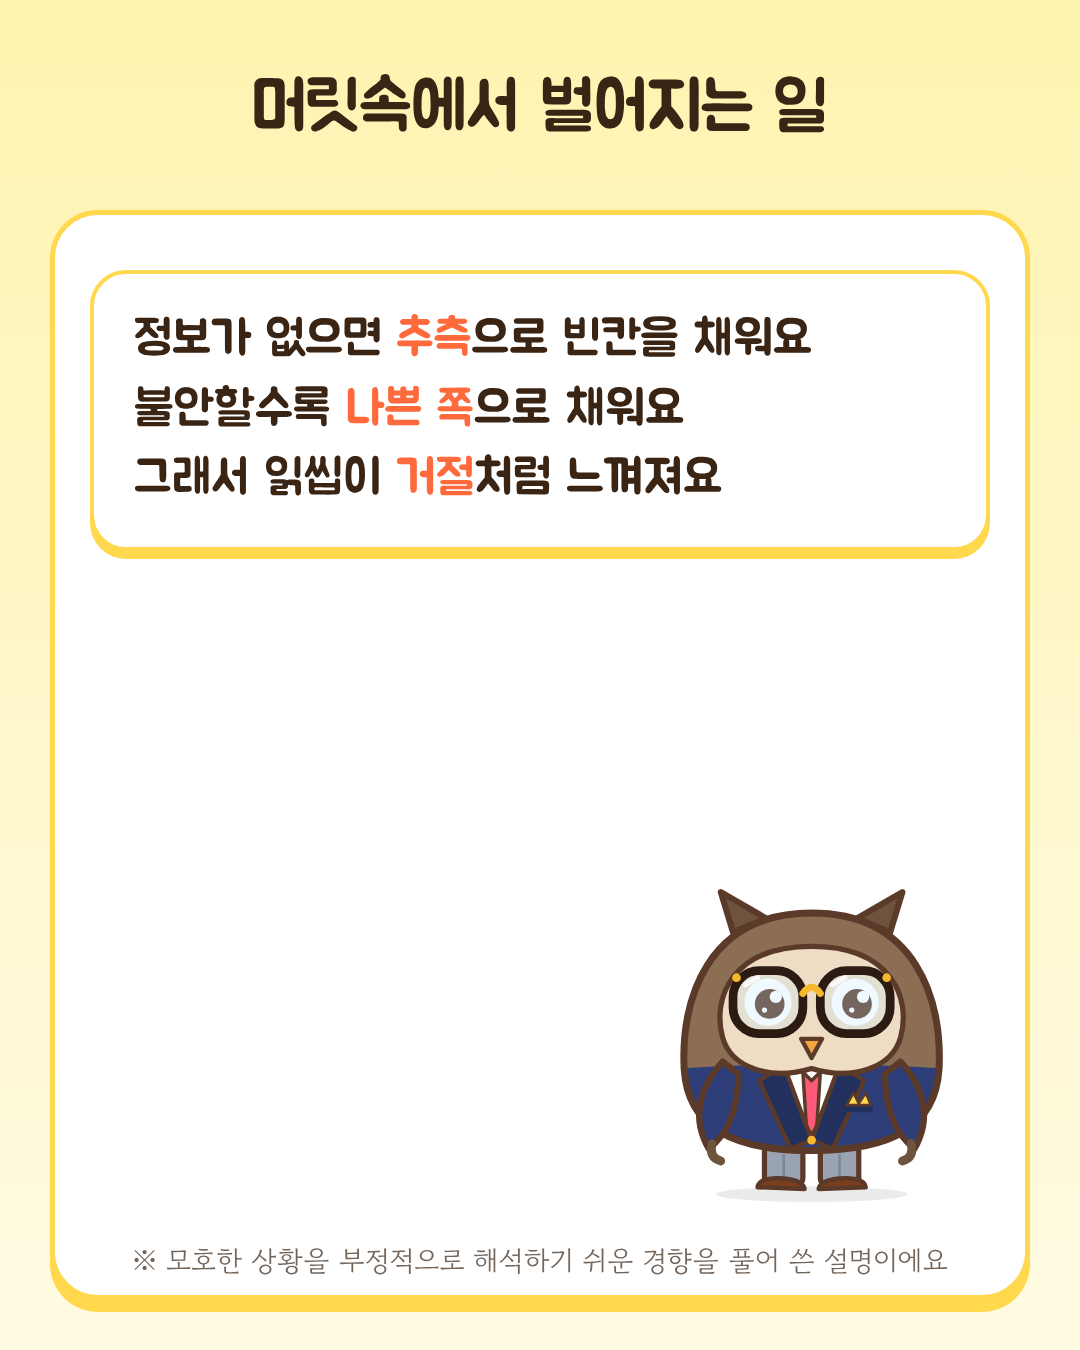 머릿속에서 벌어지는 일
정보가 없으면 추측으로 빈칸을 채워요
불안할수록 나쁜 쪽으로 채워요
그래서 읽씹이 거절처럼 느껴져요
※ 모호한 상황을 부정적으로 해석하기 쉬운 경향을 풀어 쓴 설명이에요